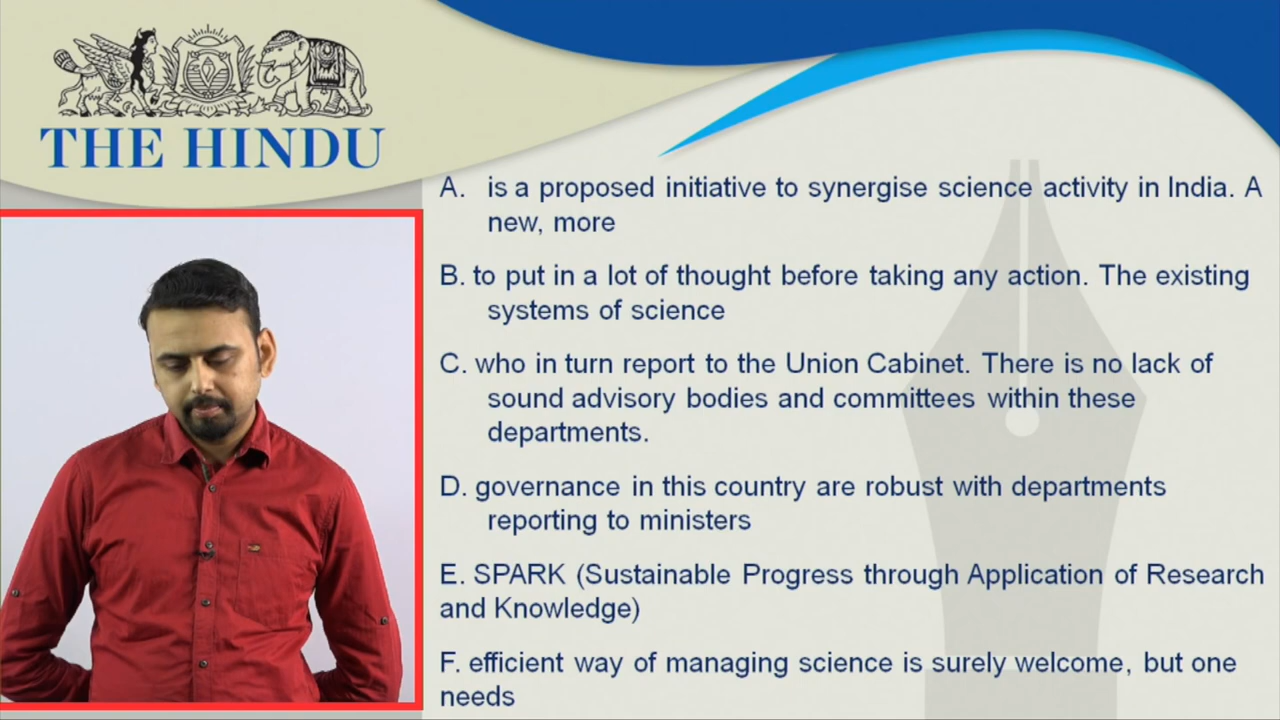 THE HINDU
A. is a proposed initiative to synergise science activity in India. A
new, more
B. to put in a lot of thought before taking any action. The existing
systems of science
C. who in turn report to the Union Cabinet. There is no lack of
sound advisory bodies and committees within these
departments.
D. governance in this country are robust with departments
reporting to ministers
E. SPARK (Sustainable Progress through Application of Research
and Knowledge)
F. efficient way of managing science is surely welcome, but one
needs